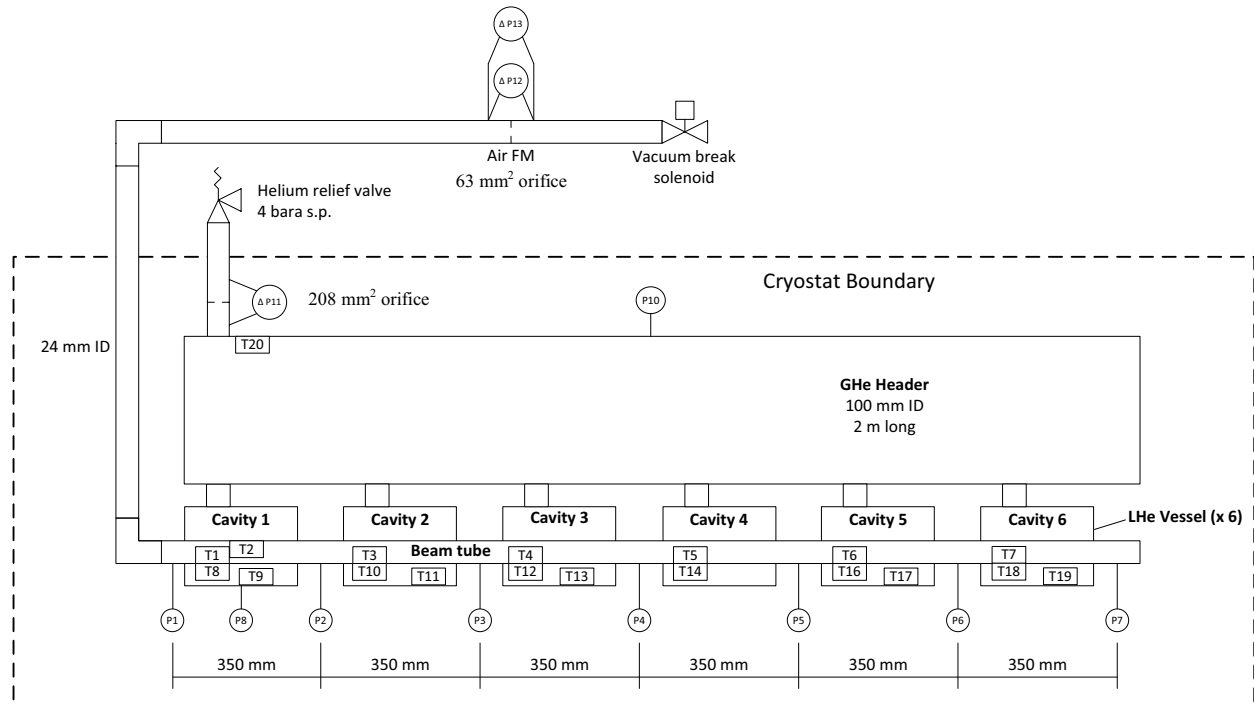 Δ P13
Δ P12
Air FM
63 mm² orifice
Vacuum break
solenoid
Helium relief valve
4 bara s.p.
Cryostat Boundary
Δ P11
208 mm² orifice
P10
24 mm ID
T20
GHe Header
100 mm ID
2 m long
Cavity 1
Cavity 2
Cavity 3
Cavity 4
Cavity 5
Cavity 6
LHe Vessel (x 6)
Beam tube
T1
T2
T3
T4
T5
T6
T7
T8
T9
T10
T11
T12
T13
T14
T16
T17
T18
T19
P1
P8
P2
P3
P4
P5
P6
P7
350 mm
350 mm
350 mm
350 mm
350 mm
350 mm